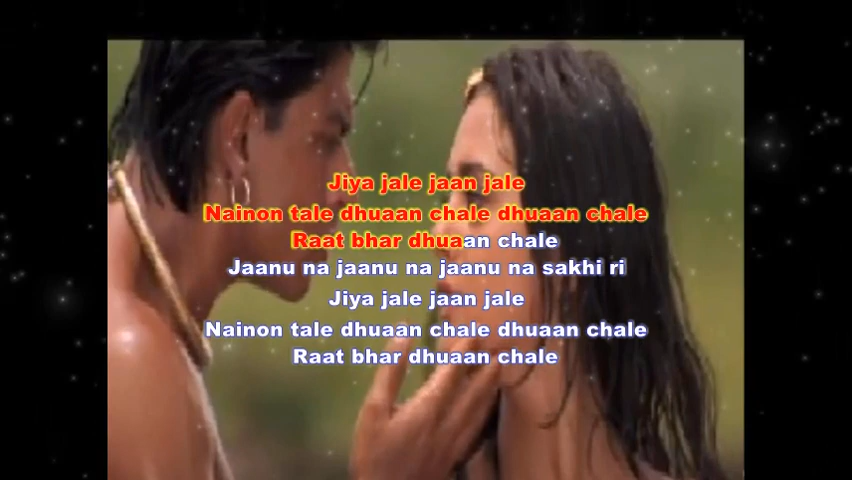 Jiya jale jaan jale
Nainon tale dhuaan chale dhuaan chale
Raat bhar dhuaan chale
Jaanu na jaanu na jaanu na sakhi ri
Jiya jale jaan jale
Nainon tale dhuaan chale dhuaan chale
Raat bhar dhuaan chale